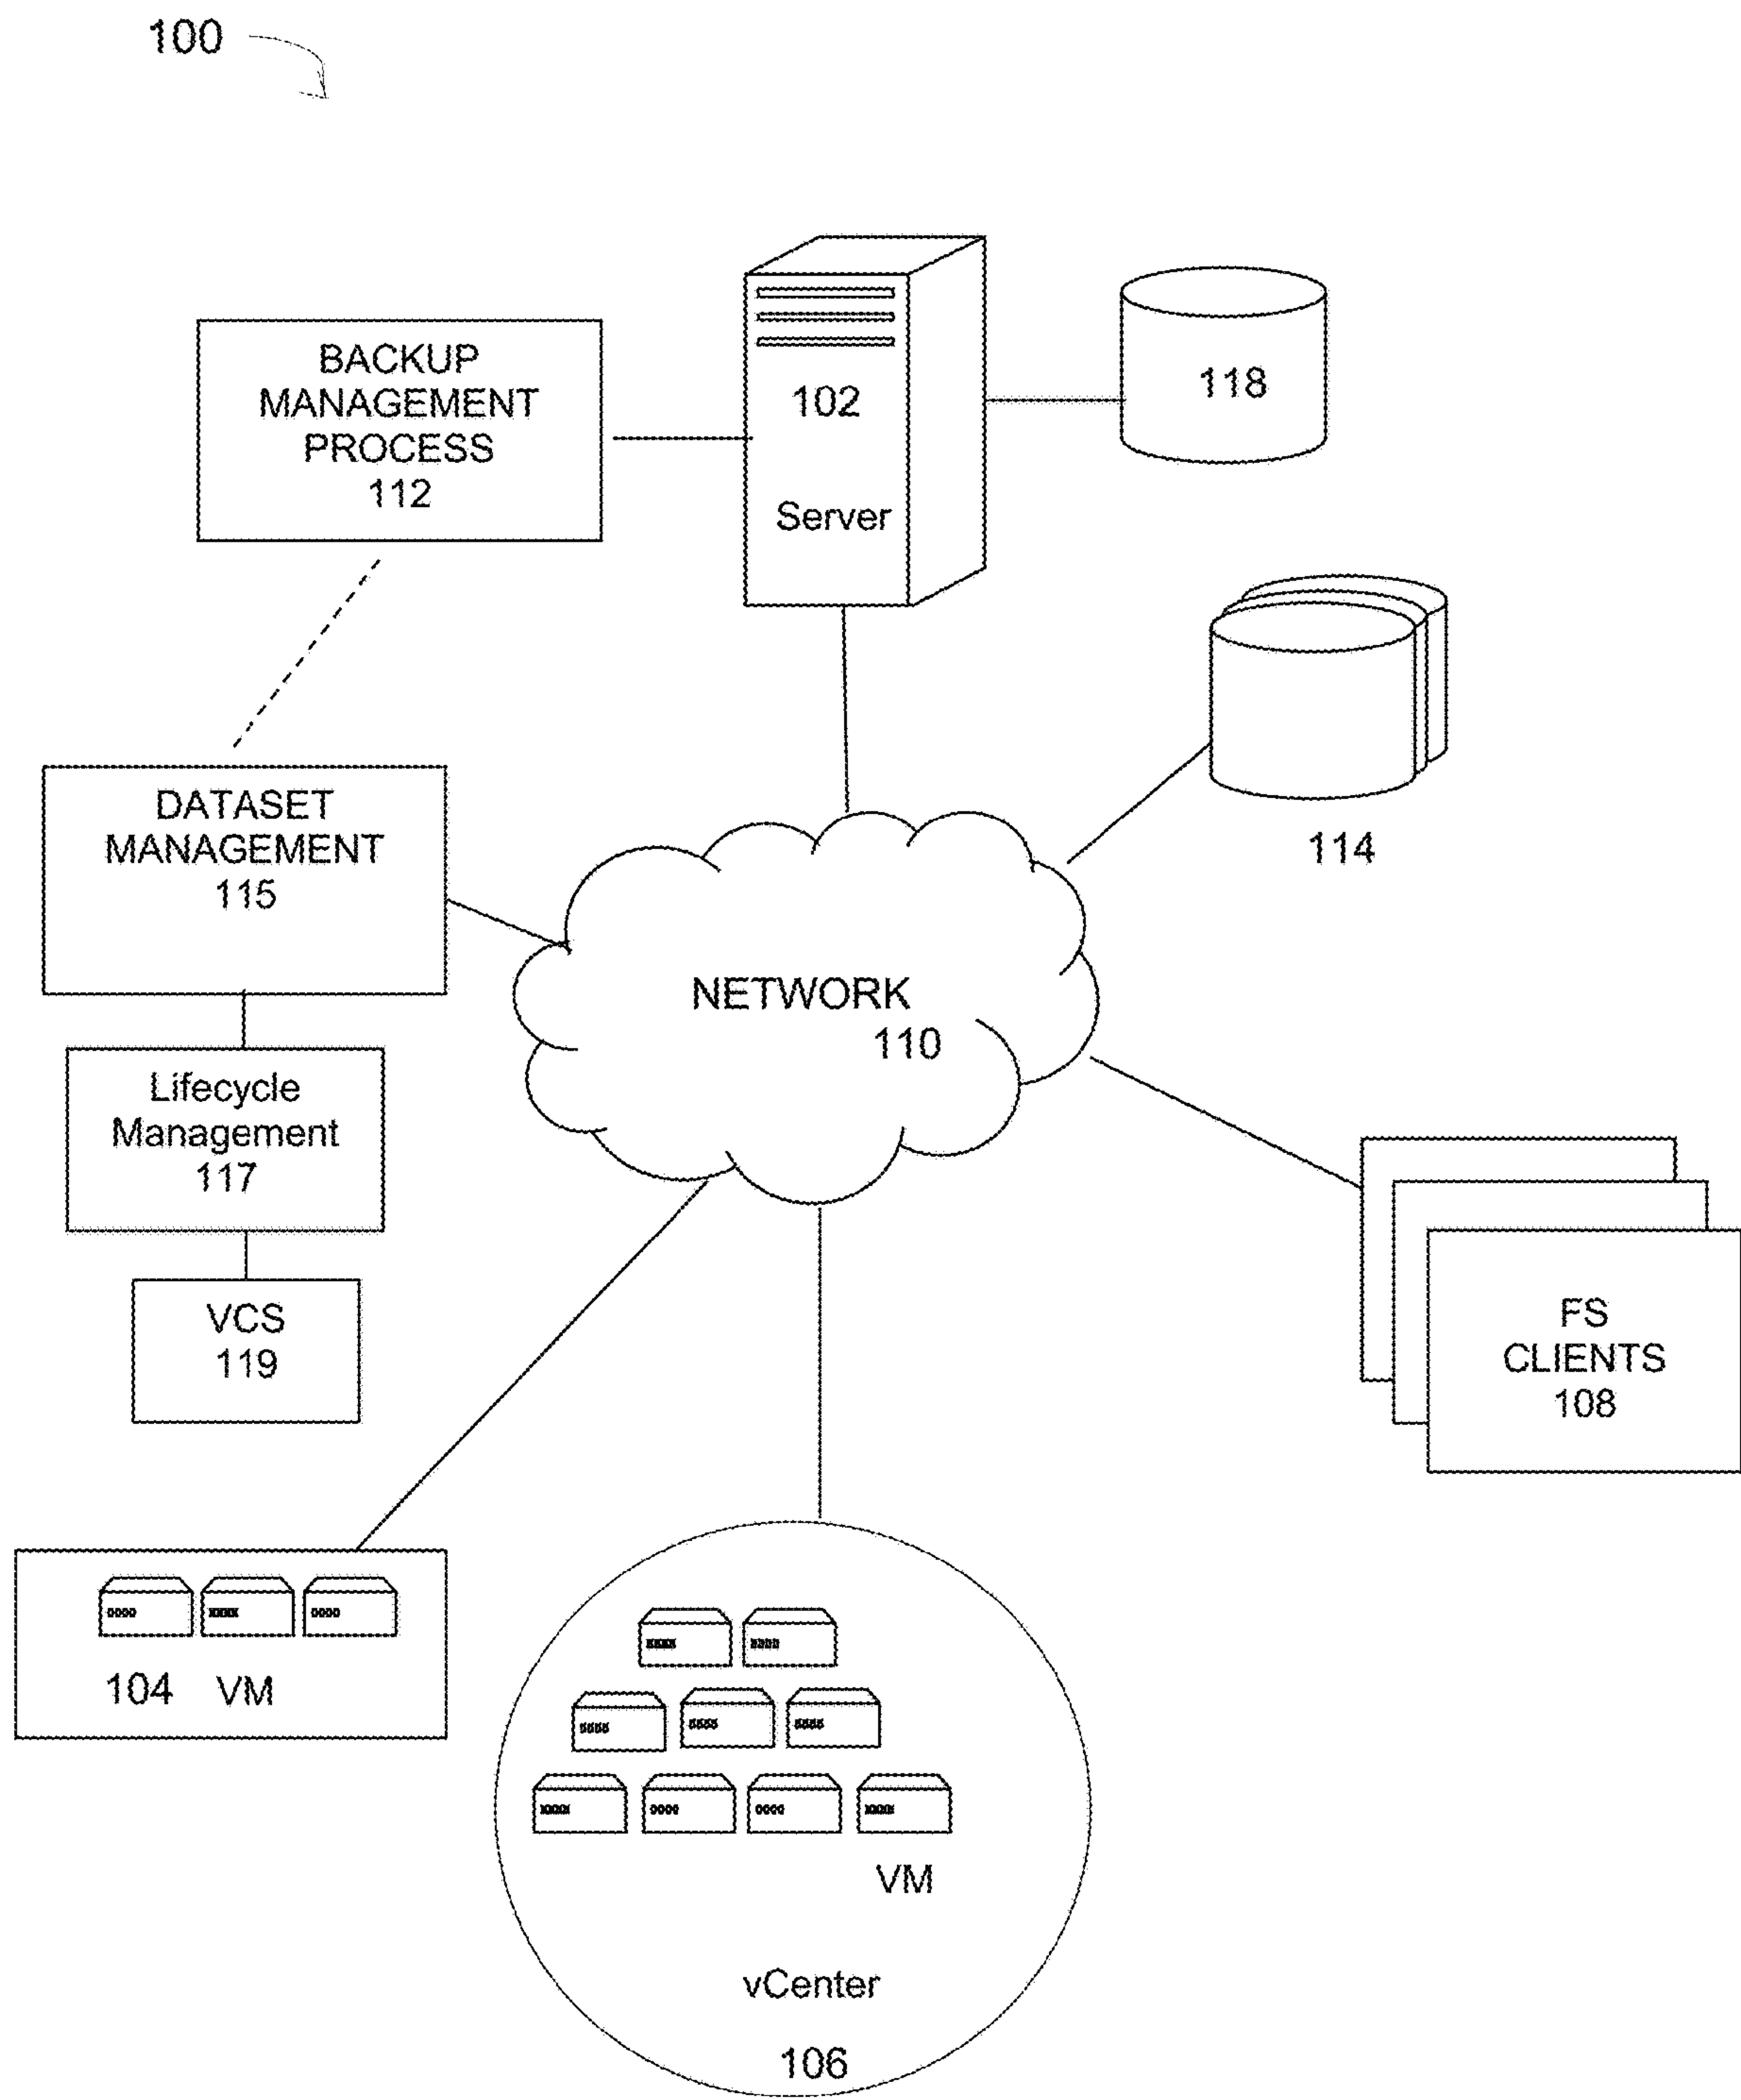 100
BACKUP
MANAGEMENT
PROCESS
112
102
Server
118
114
DATASET
MANAGEMENT
115
NETWORK
110
Lifecycle
Management
117
VCS
119
FS
CLIENTS
108
104 VM
VM
vCenter
106